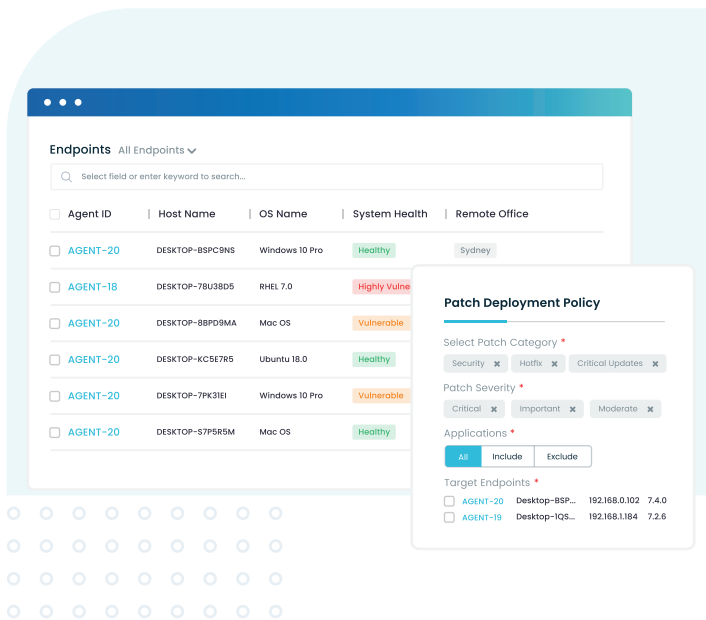 Endpoints All Endpoints
Select field or enter keyword to search...
Agent ID Host Name OS Name System Health Remote Office
AGENT-20 DESKTOP-BSPC9NS Windows 10 Pro Healthy Sydney
AGENT-18 DESKTOP-78U38D5 RHEL 7.0 Highly Vulne
AGENT-20 DESKTOP-8BPD9MA Mac OS Vulnerable
AGENT-20 DESKTOP-KC5E7R5 Ubuntu 18.0 Healthy
AGENT-20 DESKTOP-7PK31EI Windows 10 Pro Vulnerable
AGENT-20 DESKTOP-S7P5R5M Mac OS Healthy
Patch Deployment Policy
Select Patch Category *
Security ✖ Hotfix ✖ Critical Updates ✖
Patch Severity *
Critical ✖ Important ✖ Moderate ✖
Applications *
All Include Exclude
Target Endpoints *
AGENT-20 Desktop-BSP... 192.168.0.102 7.4.0
AGENT-19 Desktop-1QS... 192.168.1.184 7.2.6